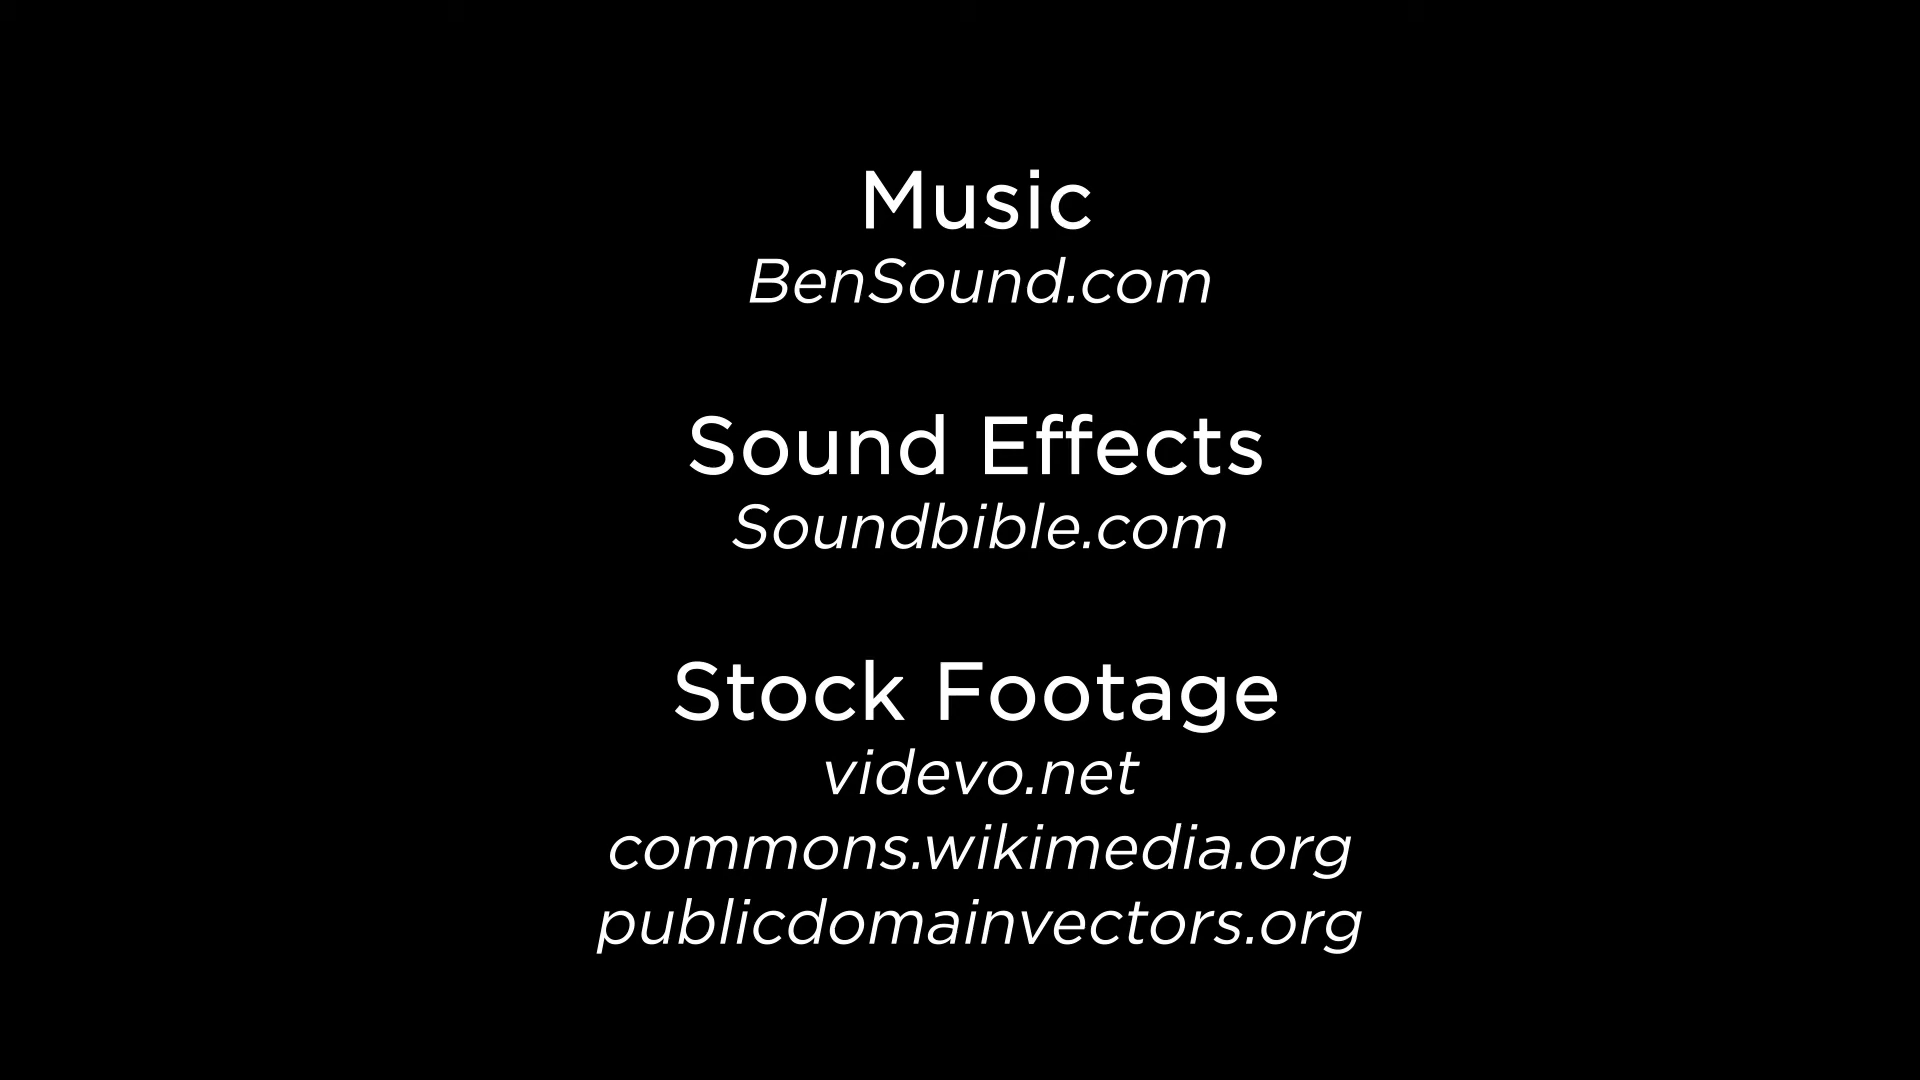 Music
BenSound.com
Sound Effects
Soundbible.com
Stock Footage
videvo.net
commons.wikimedia.org
publicdomainvectors.org